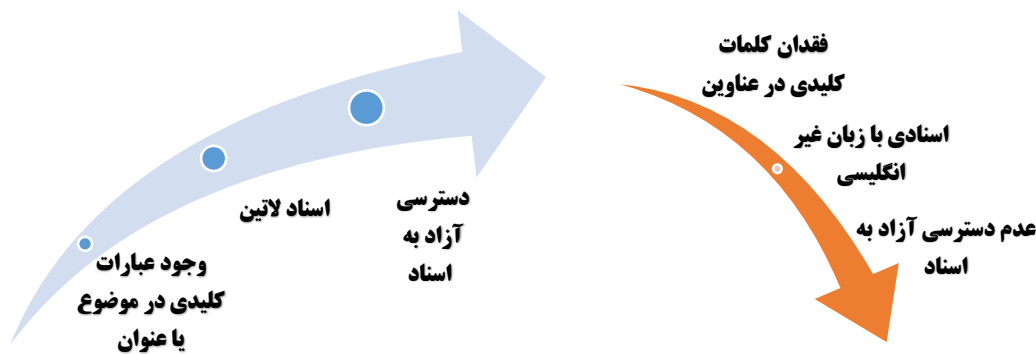 فقدان کلمات
کلیدی در عناوین
اسنادی با زبان غیر
انگلیسی
عدم دسترسی آزاد به
اسناد
دسترسی
آزاد به
اسناد
اسناد لاتین
وجود عبارات
کلیدی در موضوع
یا عنوان